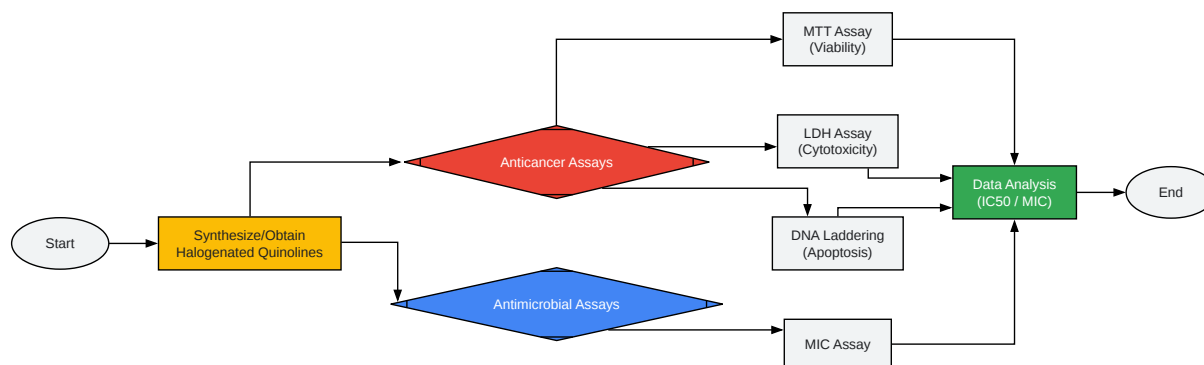 Start
Synthesize/Obtain
Halogenated Quinolines
Anticancer Assays
Antimicrobial Assays
MTT Assay
(Viability)
LDH Assay
(Cytotoxicity)
DNA Laddering
(Apoptosis)
MIC Assay
Data Analysis
(IC50 / MIC)
End